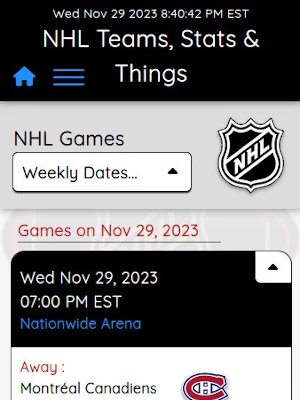 Wed Nov 29 2023 8:40:42 PM EST
NHL Teams, Stats &
Things
NHL Games
Weekly Dates...
NHL
Games on Nov 29, 2023
Wed Nov 29, 2023
07:00 PM EST
Nationwide Arena
Away :
Montréal Canadiens